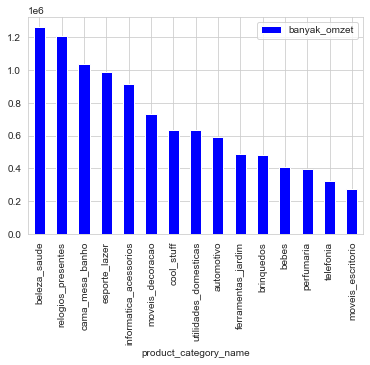 1e6
banyak_omzet
1.2
1.0
0.8
0.6
0.4
0.2
0.0
beleza_saude
relogios_presentes
cama_mesa_banho
esporte_lazer
informatica_acessorios
moveis_decoracao
cool_stuff
utilidades_domesticas
automotivo
ferramentas_jardim
brinquedos
bebes
perfumaria
telefonia
moveis_escritorio
product_category_name